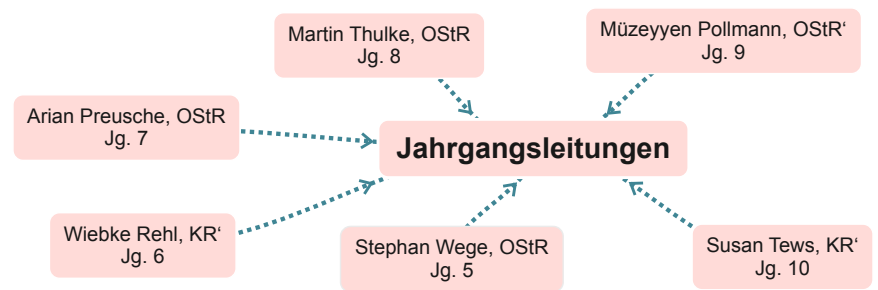 Martin Thulke, OStR
Jg. 8
Müzeyyen Pollmann, OStR‘
Jg. 9
Arian Preusche, OStR
Jg. 7
Jahrgangsleitungen
Wiebke Rehl, KR‘
Jg. 6
Stephan Wege, OStR
Jg. 5
Susan Tews, KR‘
Jg. 10